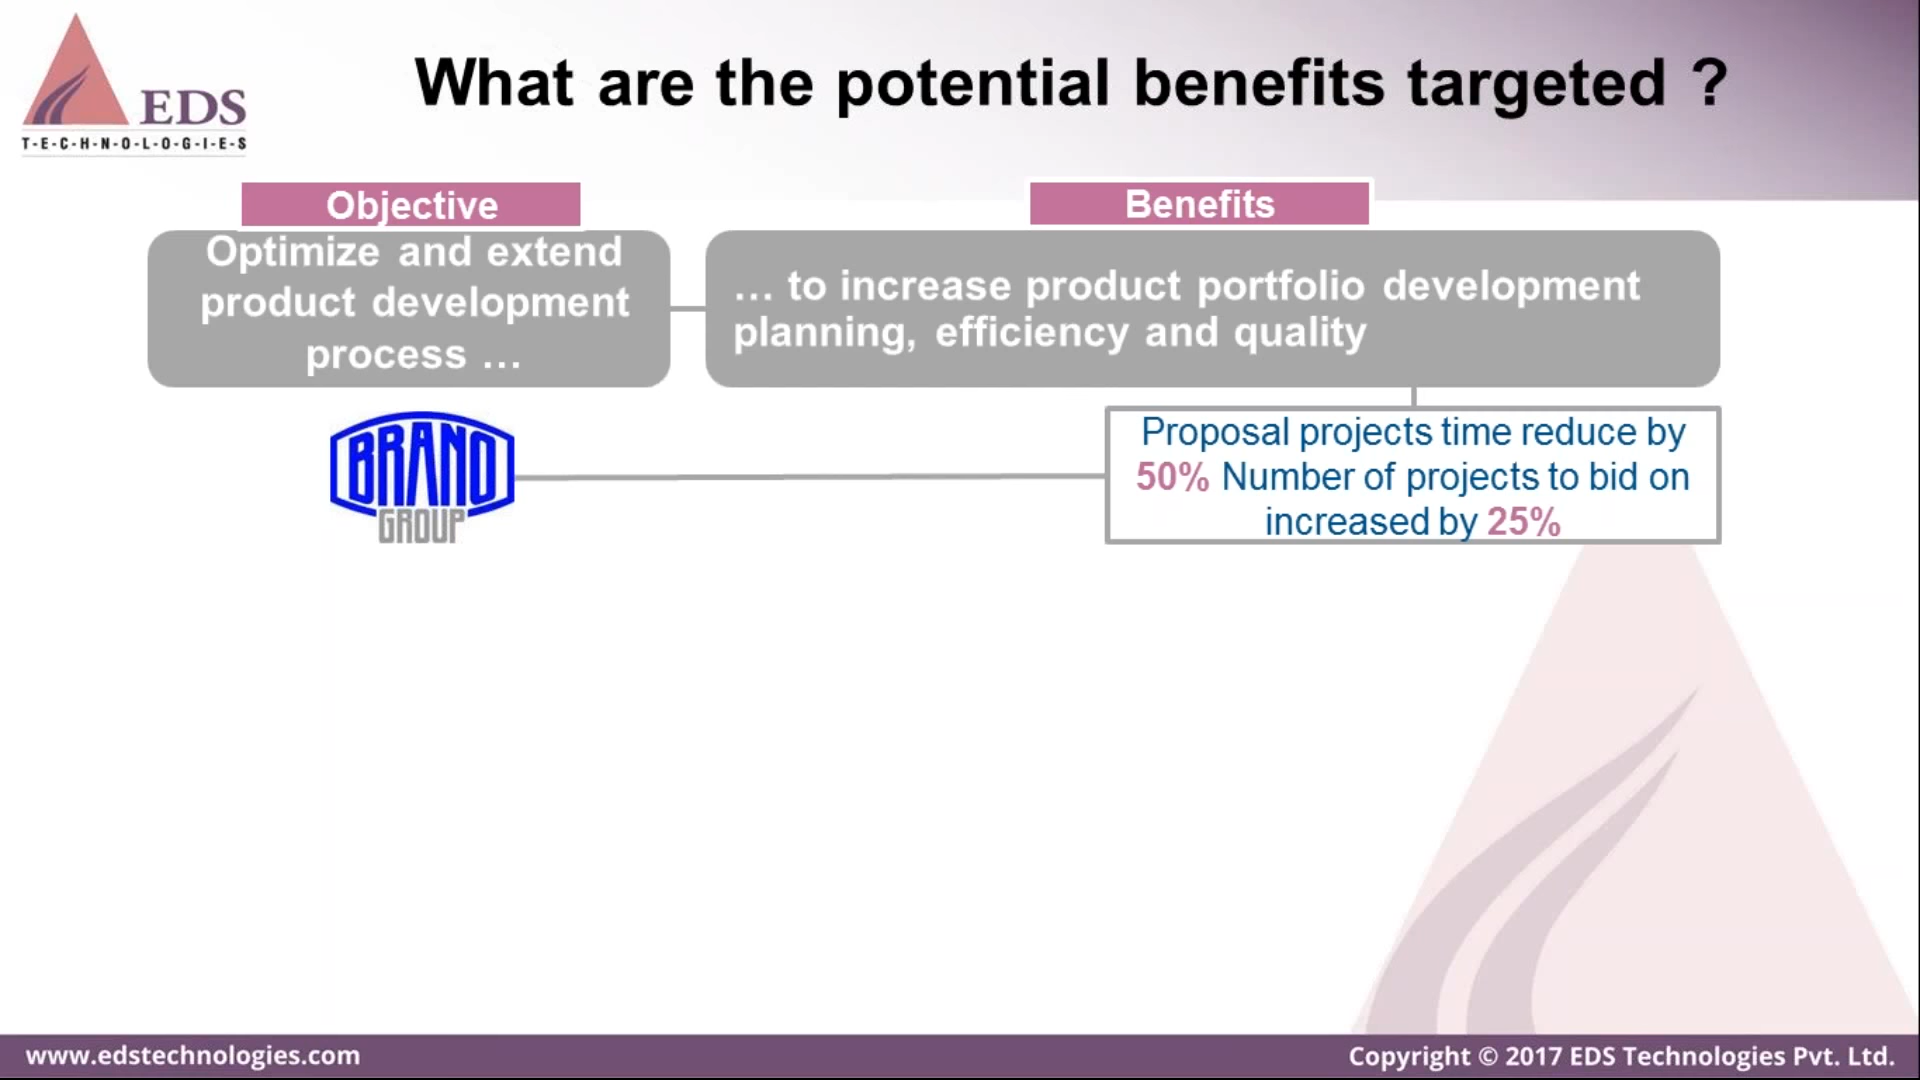 EDS
T-E-C-H-N-O-L-O-G-I-E-S
What are the potential benefits targeted ?
Objective
Benefits
Optimize and extend
product development
process ...
... to increase product portfolio development
planning, efficiency and quality
BRANO
GROUP
Proposal projects time reduce by
50% Number of projects to bid on
increased by 25%
www.edstechnologies.com
Copyright © 2017 EDS Technologies Pvt. Ltd.